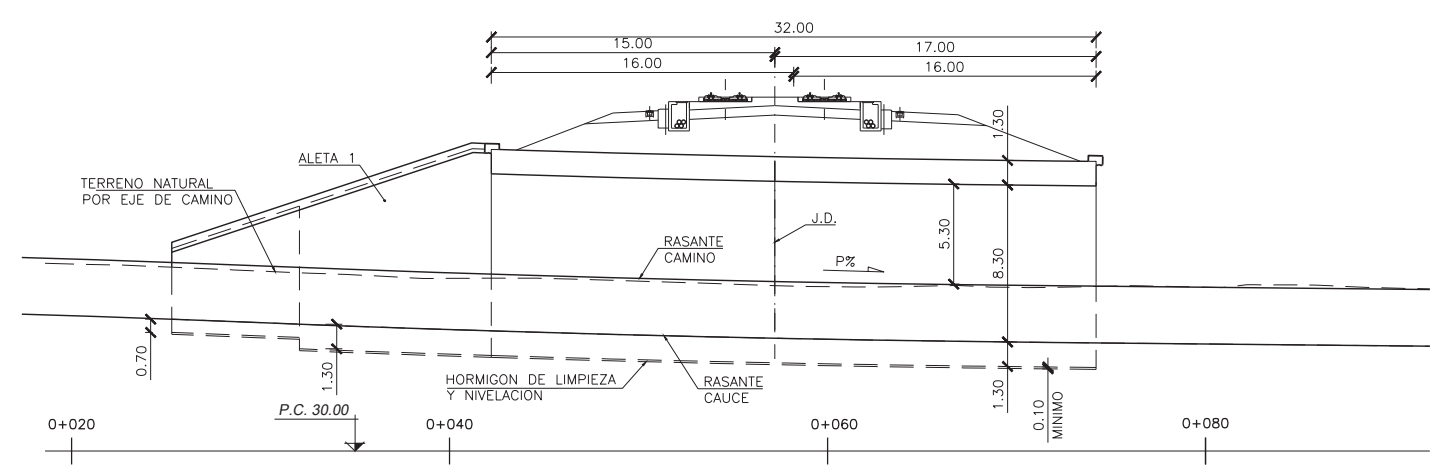 32.00
15.00
17.00
16.00
16.00
1.30
ALETA 1
TERRENO NATURAL
POR EJE DE CAMINO
J.D.
RASANTE
CAMINO
P%
5.30
8.30
0.70
1.30
HORMIGON DE LIMPIEZA
Y NIVELACION
RASANTE
CAUCE
1.30
0.10
MINIMO
P.C. 30.00
0+020
0+040
0+060
0+080